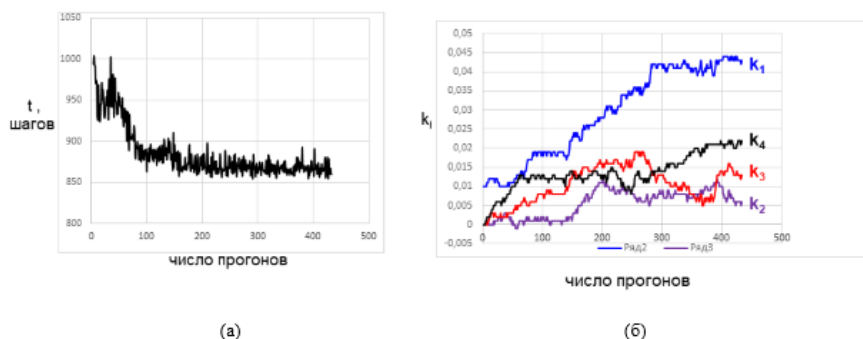 1050
1000
950
900
850
800
t ,
шагов
0 100 200 300 400 500
число прогонов
(а)
0,05
0,045
0,04
0,035
0,03
0,025
0,02
0,015
0,01
0,005
0
-0,005
k_i
k₁
k₄
k₃
k₂
0 100 200 300 400 500
Ряд2 Ряд3
число прогонов
(б)